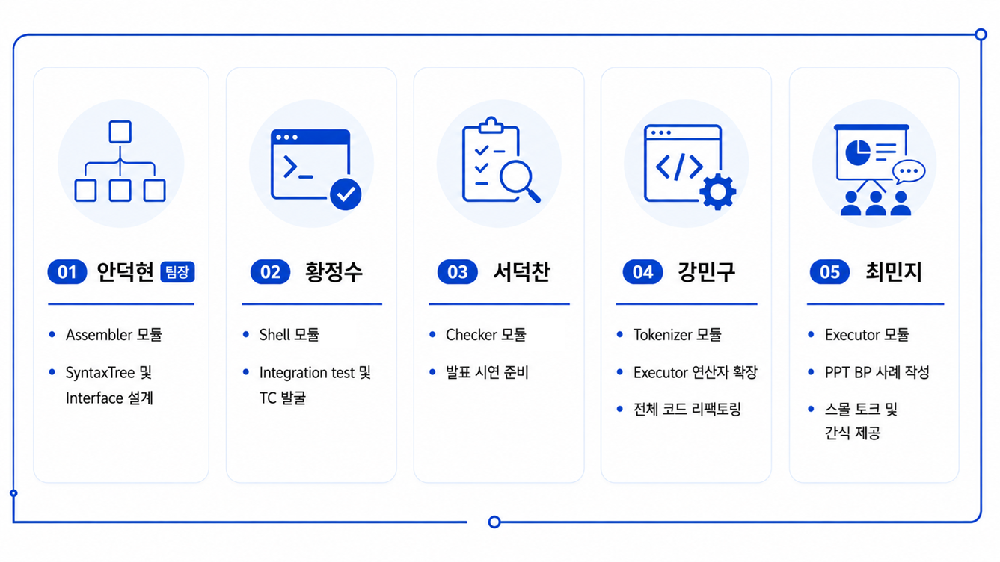 01 안덕현 팀장
Assembler 모듈
SyntaxTree 및
Interface 설계
02 황정수
Shell 모듈
Integration test 및
TC 발굴
03 서덕찬
Checker 모듈
발표 시연 준비
04 강민구
Tokenizer 모듈
Executor 연산자 확장
전체 코드 리팩토링
05 최민지
Executor 모듈
PPT BP 사례 작성
스몰 토크 및
간식 제공